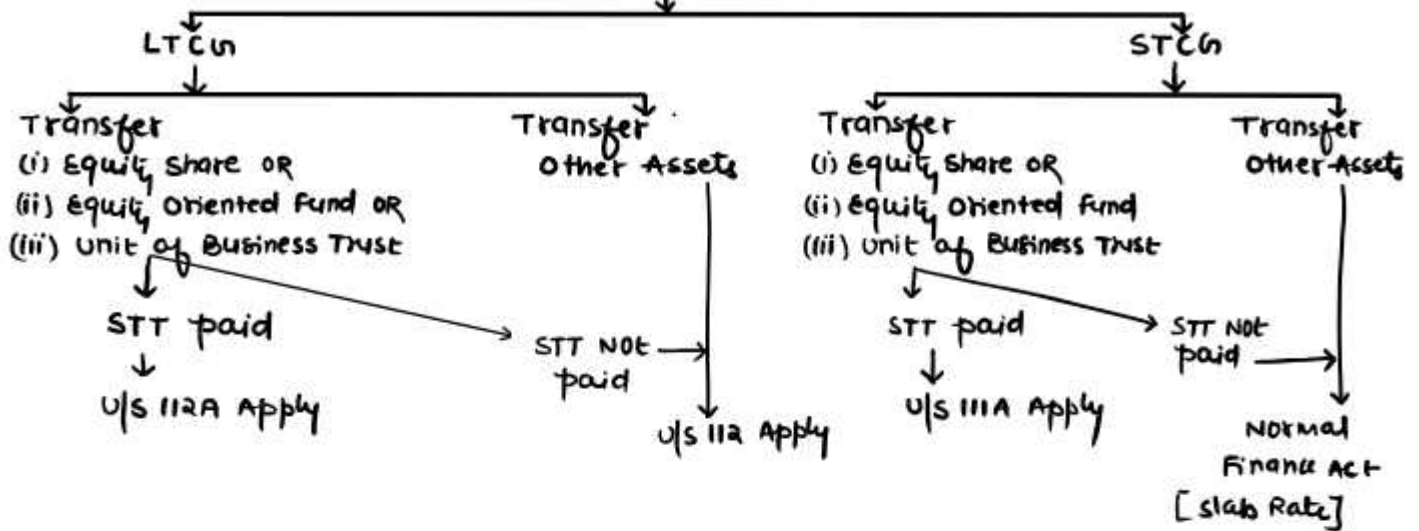 LTCG
STCG
Transfer
(i) Equity Share OR
(ii) Equity Oriented Fund OR
(iii) Unit of Business Trust
Transfer
Other Assets
Transfer
(i) Equity Share OR
(ii) Equity Oriented Fund
(iii) Unit of Business Trust
Transfer
Other Assets
STT paid
STT NOt
paid
U/S 112A Apply
U/S 112 Apply
STT paid
STT NOt
paid
U/S 111A Apply
Normal
Finance Act
[Slab Rate]